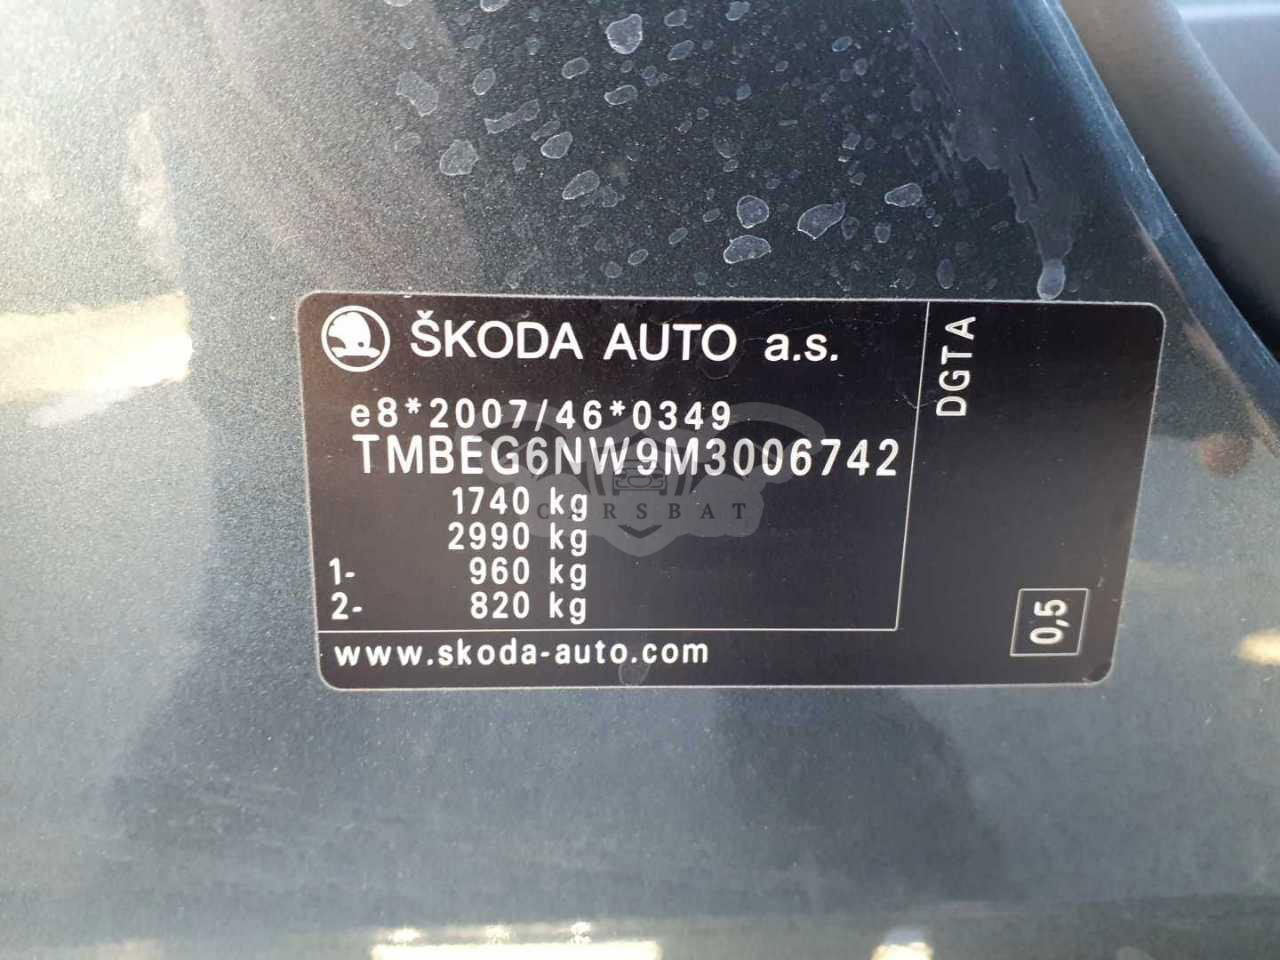 ŠKODA AUTO a.s.
e8*2007/46*0349
TMBEG6NW9M3006742
1740 kg
2990 kg
1- 960 kg
2- 820 kg
www.skoda-auto.com
DGTA
0,5
CARSBAT